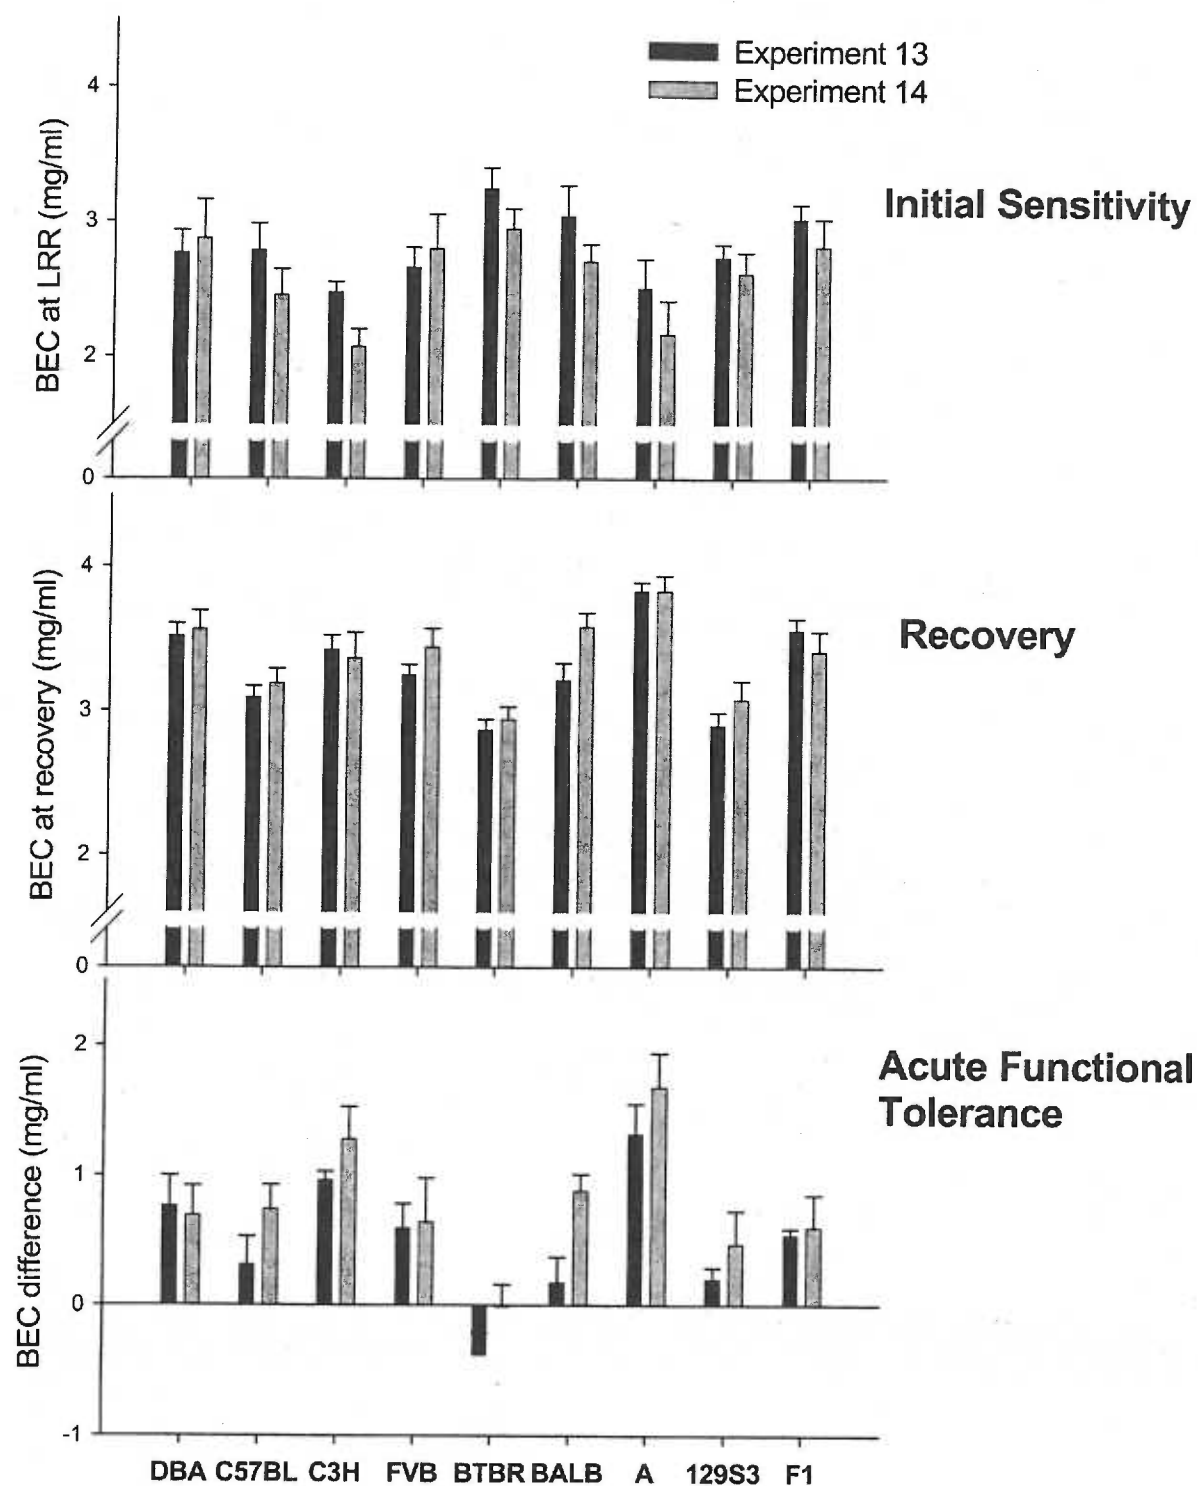 Experiment 13
Experiment 14
4
3
2
0
BEC at LRR (mg/ml)
Initial Sensitivity
4
3
2
0
BEC at recovery (mg/ml)
Recovery
2
1
0
-1
BEC difference (mg/ml)
Acute Functional
Tolerance
DBA C57BL C3H FVB BTBR BALB A 129S3 F1